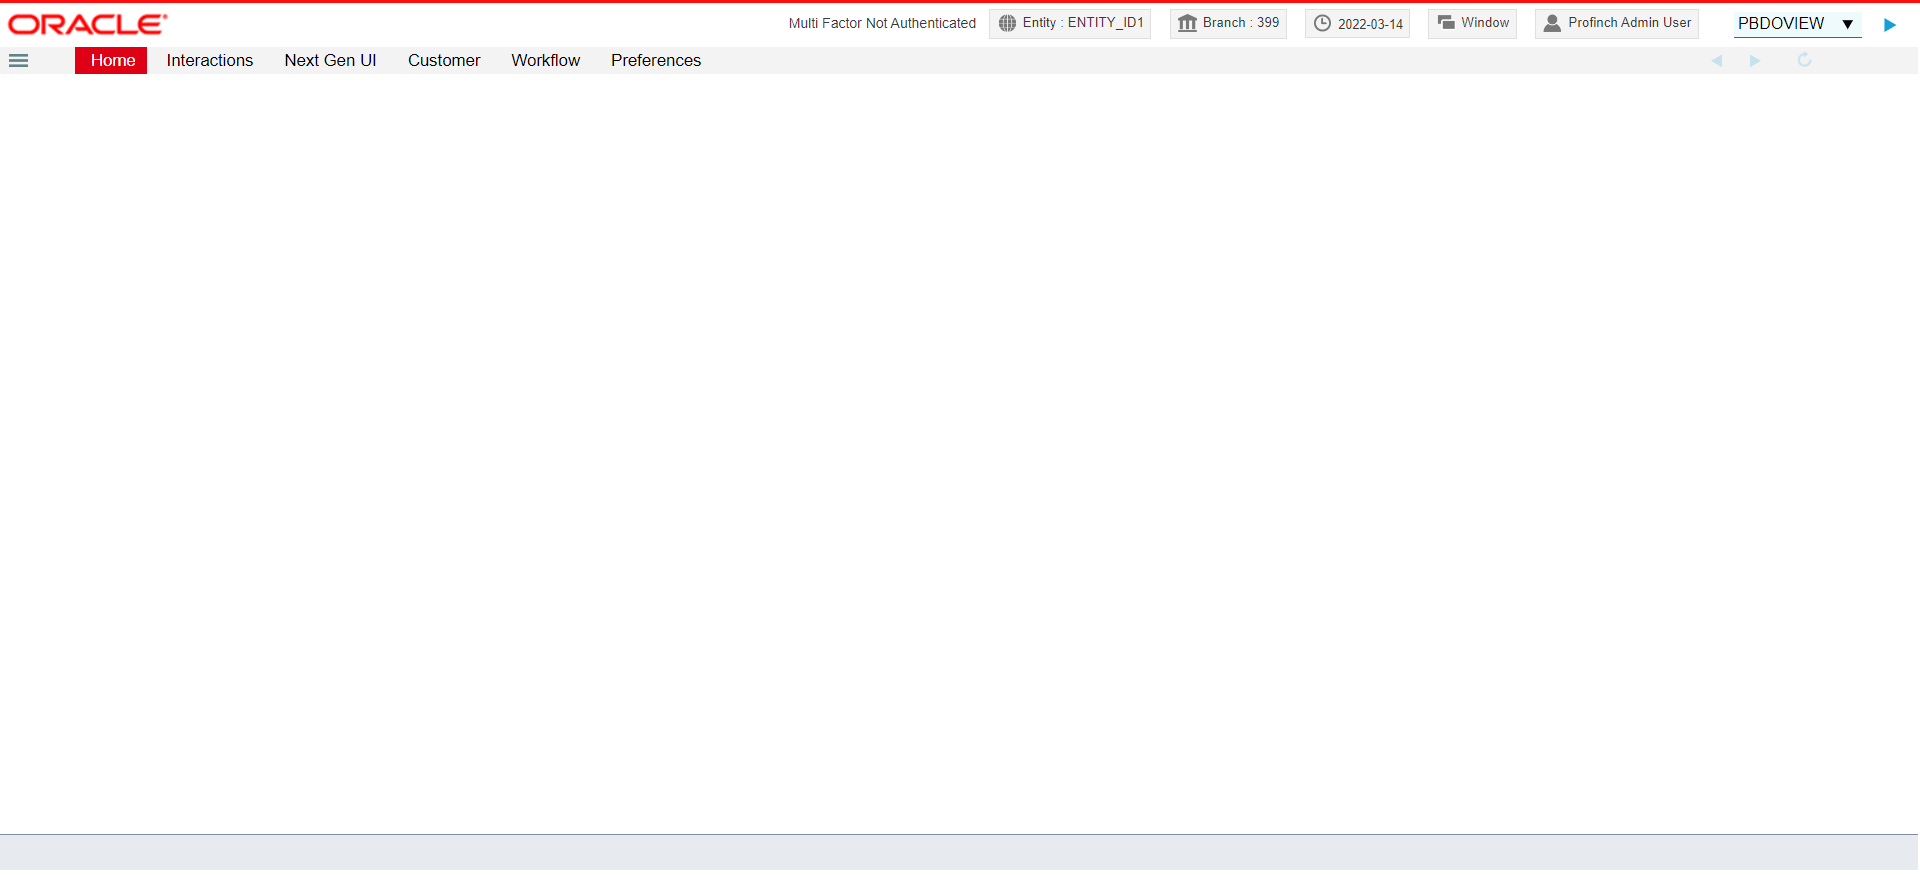 ORACLE
Multi Factor Not Authenticated
Entity : ENTITY_ID1
Branch : 399
2022-03-14
Window
Profinch Admin User
PBDOVIEW
Home
Interactions
Next Gen UI
Customer
Workflow
Preferences